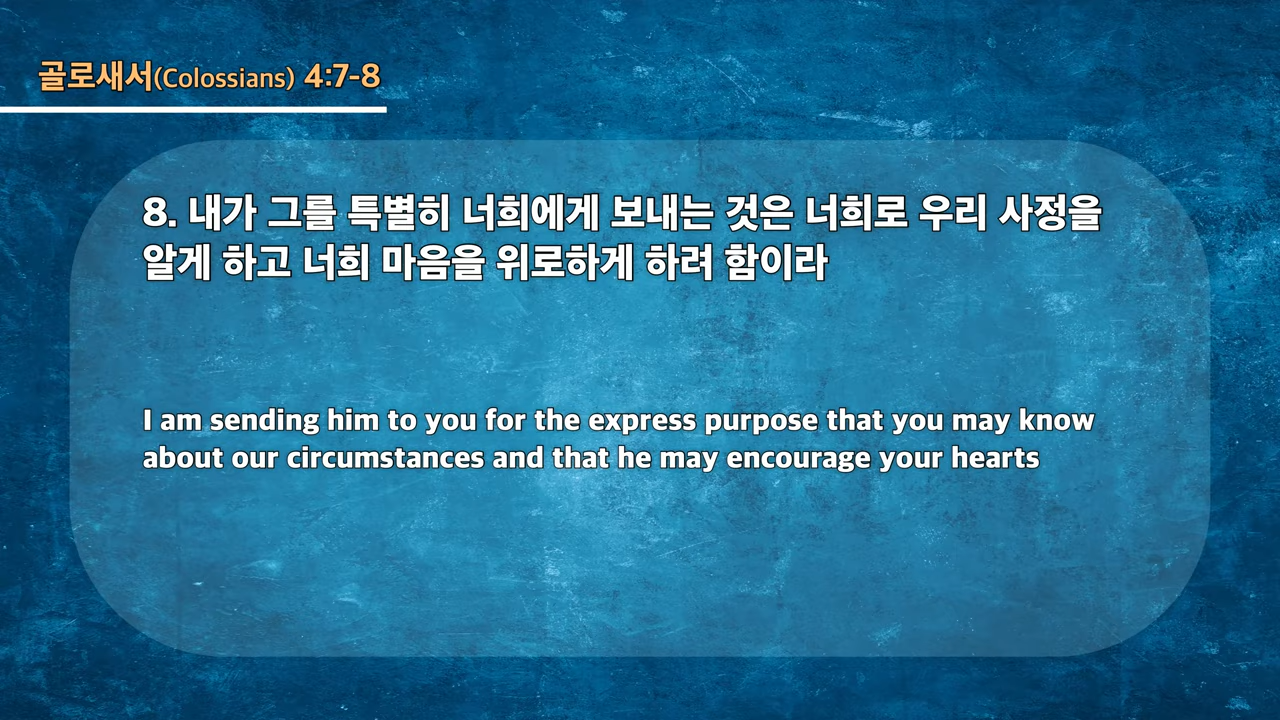 골로새서(Colossians) 4:7-8
8. 내가 그를 특별히 너희에게 보내는 것은 너희로 우리 사정을
알게 하고 너희 마음을 위로하게 하려 함이라
I am sending him to you for the express purpose that you may know
about our circumstances and that he may encourage your hearts